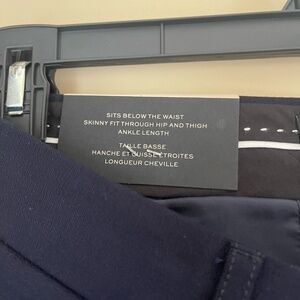 SITS BELOW THE WAIST
SKINNY FIT THROUGH HIP AND THIGH
ANKLE LENGTH
TAILLE BASSE
HANCHE ET CUISSE ÉTROITES
LONGUEUR CHEVILLE